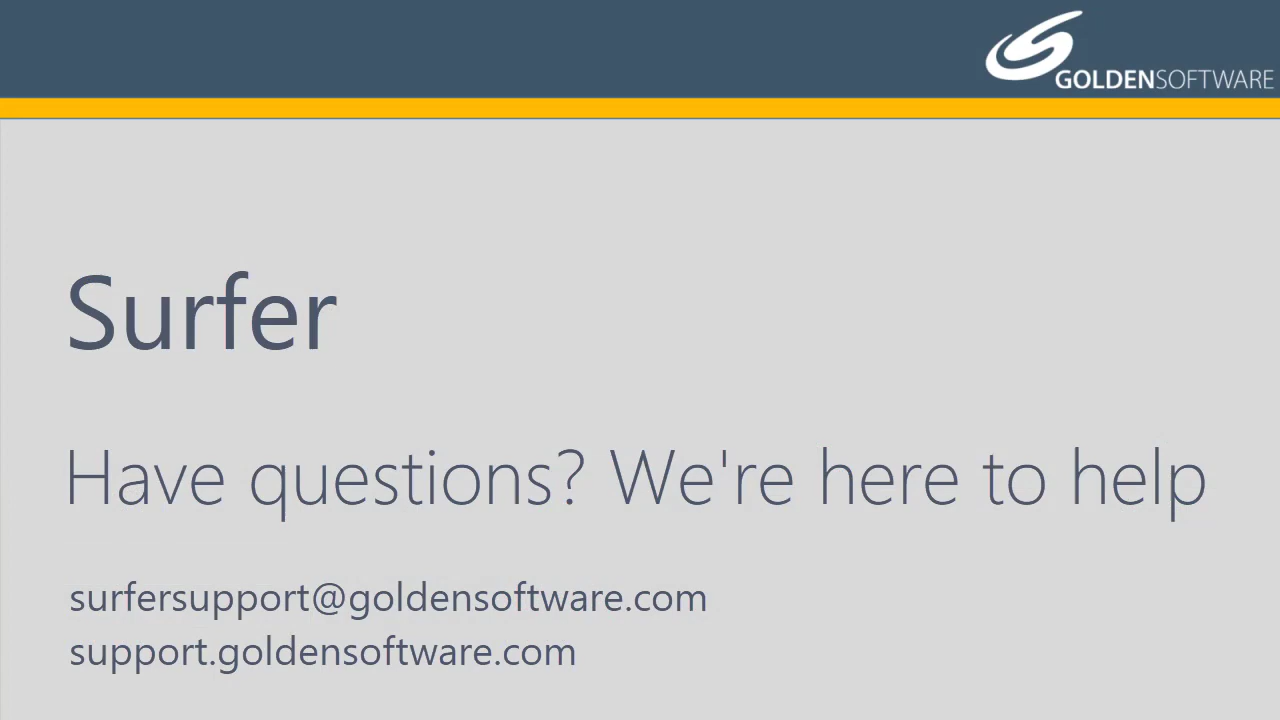 GOLDENSOFTWARE
Surfer
Have questions? We're here to help
surfersupport@goldensoftware.com
support.goldensoftware.com